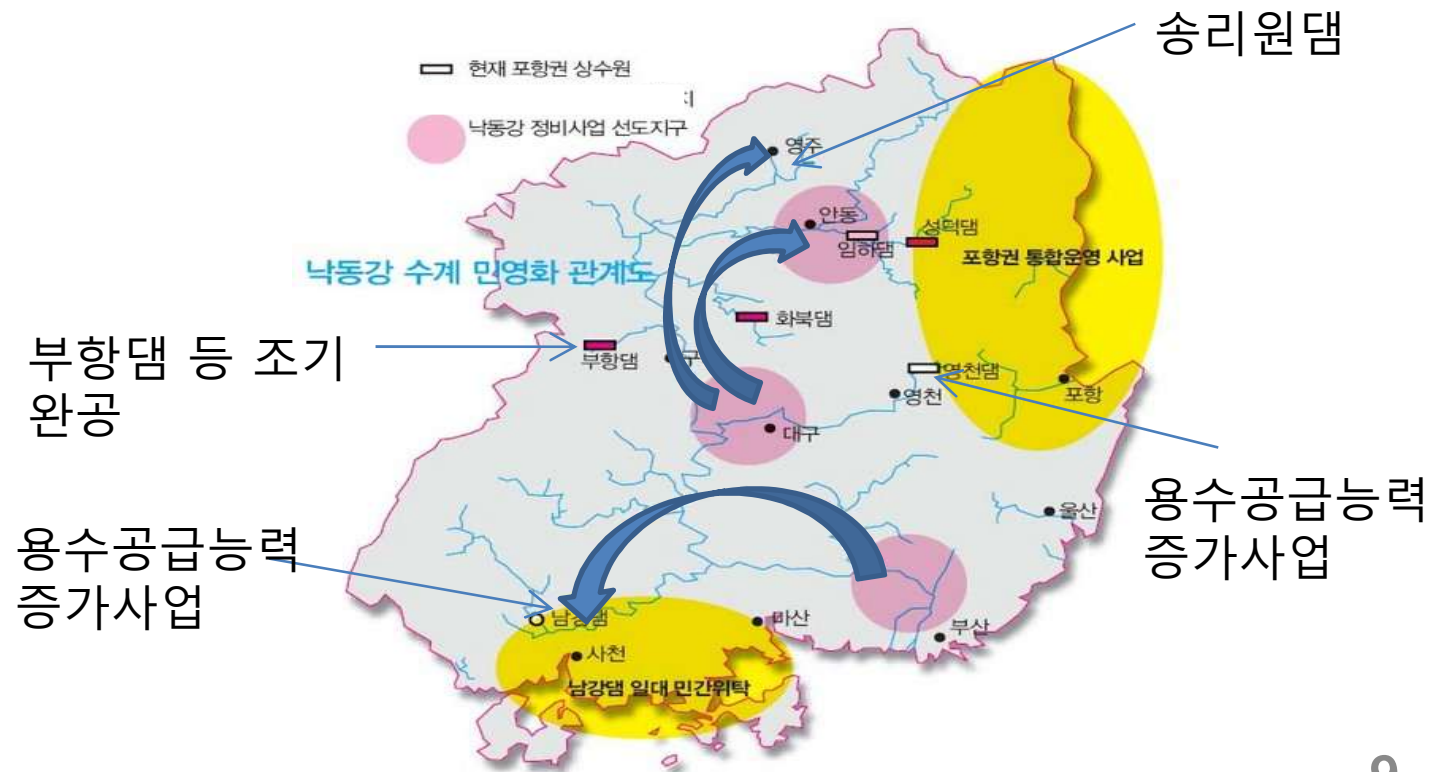 송리원댐
현재 포항권 상수원
낙동강 정비사업 선도지구
영주
안동
임하댐
성덕댐
포항권 통합운영 사업
낙동강 수계 민영화 관계도
화북댐
부항댐 등 조기
완공
부항댐
영천댐
영천
포항
대구
용수공급능력
증가사업
울산
용수공급능력
증가사업
남강댐
마산
부산
사천
남강댐 일대 민간위탁